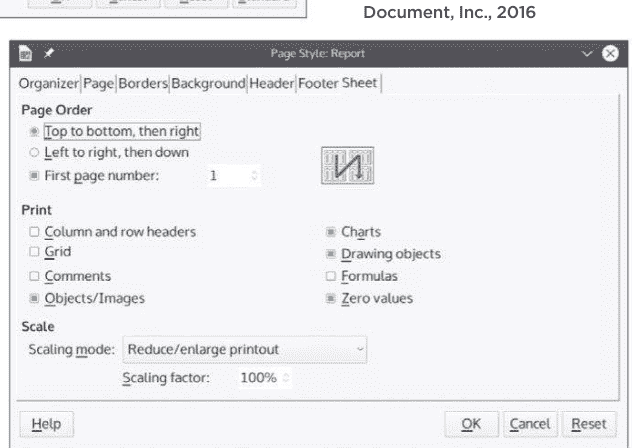 Document, Inc., 2016
Page Style: Report
Organizer Page Borders Background Header Footer Sheet
Page Order
Top to bottom, then right
Left to right, then down
First page number: 1
Print
Column and row headers
Charts
Grid
Drawing objects
Comments
Formulas
Objects/Images
Zero values
Scale
Scaling mode: Reduce/enlarge printout
Scaling factor: 100%
Help OK Cancel Reset